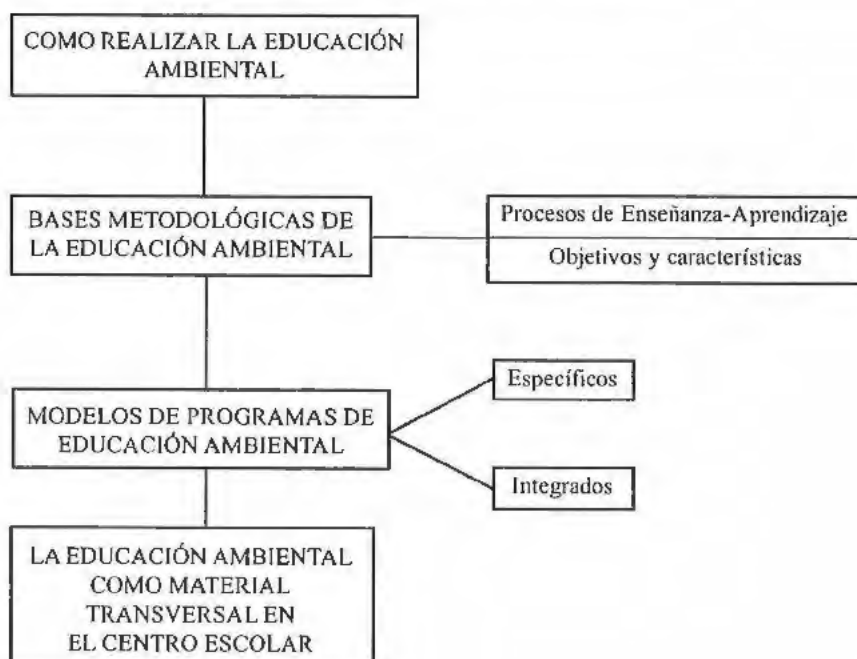 COMO REALIZAR LA EDUCACIÓN
AMBIENTAL
BASES METODOLÓGICAS DE
LA EDUCACIÓN AMBIENTAL
Procesos de Enseñanza-Aprendizaje
Objetivos y características
MODELOS DE PROGRAMAS DE
EDUCACIÓN AMBIENTAL
Específicos
Integrados
LA EDUCACIÓN AMBIENTAL
COMO MATERIAL
TRANSVERSAL EN
EL CENTRO ESCOLAR